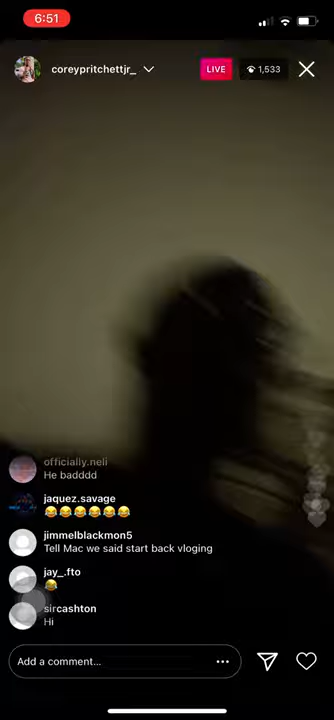 6:51
coreypritchettjr_
LIVE
1,533
officially.neli
He badddd
jaquez.savage
😂😂😂😂😂😂
jimmelblackmon5
Tell Mac we said start back vloging
jay_.fto
😂
sircashton
Hi
Add a comment...